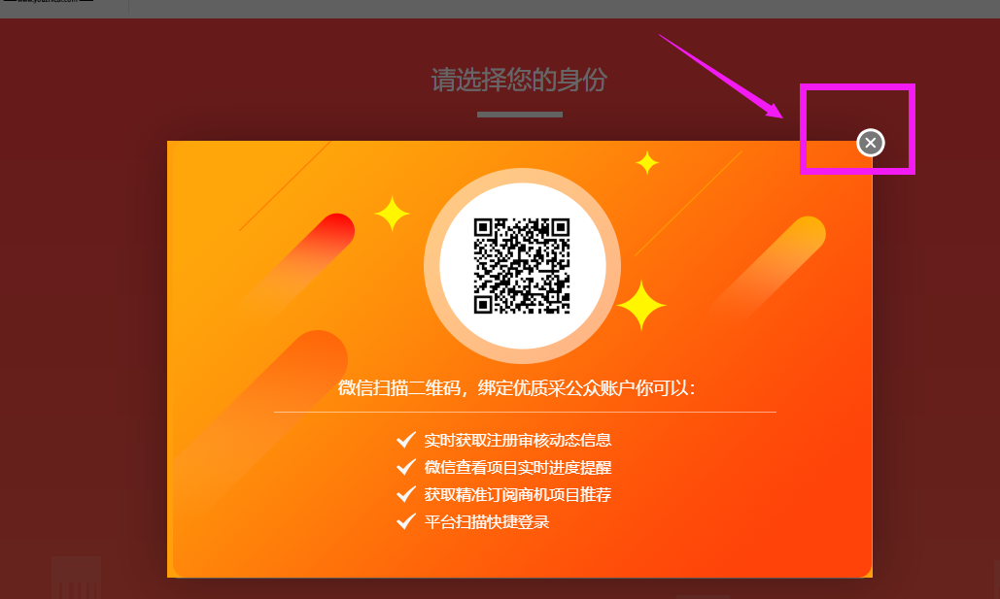 请选择您的身份
微信扫描二维码，绑定优质采公众账户你可以：
实时获取注册审核动态信息
微信查看项目实时进度提醒
获取精准订阅商机项目推荐
平台扫描快捷登录